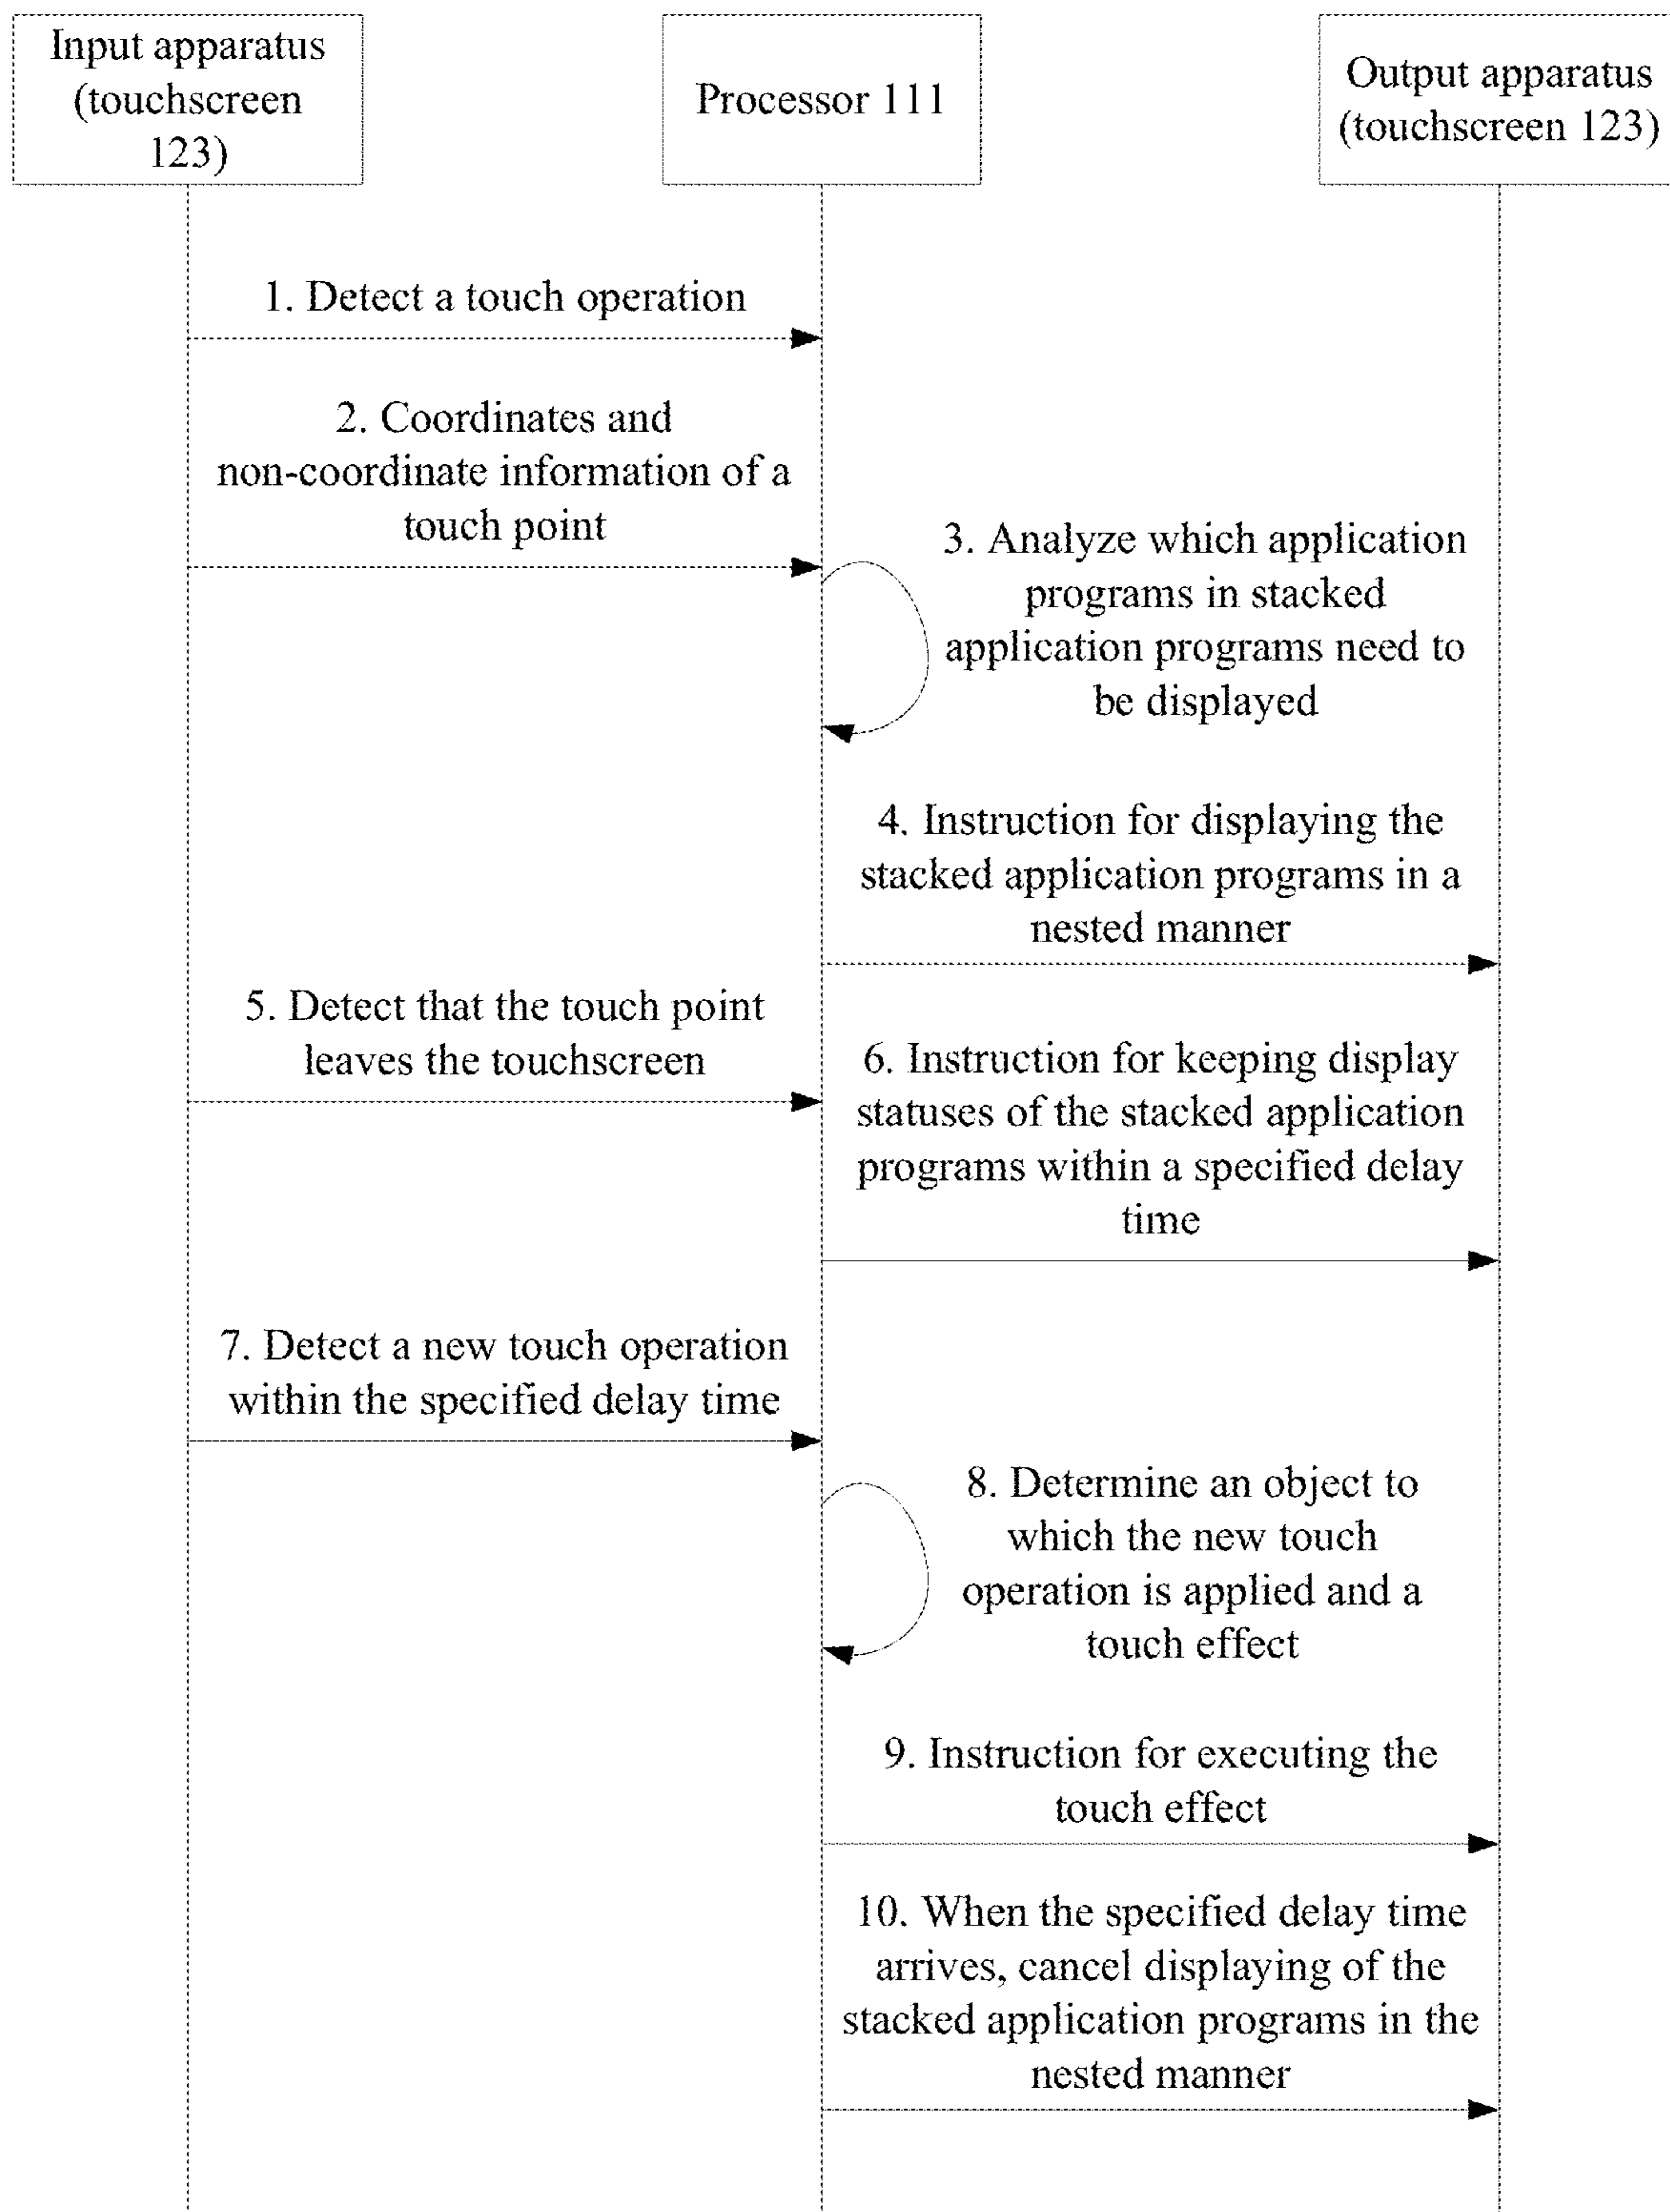 Input apparatus
(touchscreen
123)
Processor 111
Output apparatus
(touchscreen 123)
1. Detect a touch operation
2. Coordinates and
non-coordinate information of a
touch point
3. Analyze which application
programs in stacked
application programs need to
be displayed
4. Instruction for displaying the
stacked application programs in a
nested manner
5. Detect that the touch point
leaves the touchscreen
6. Instruction for keeping display
statuses of the stacked application
programs within a specified delay
time
7. Detect a new touch operation
within the specified delay time
8. Determine an object to
which the new touch
operation is applied and a
touch effect
9. Instruction for executing the
touch effect
10. When the specified delay time
arrives, cancel displaying of the
stacked application programs in the
nested manner